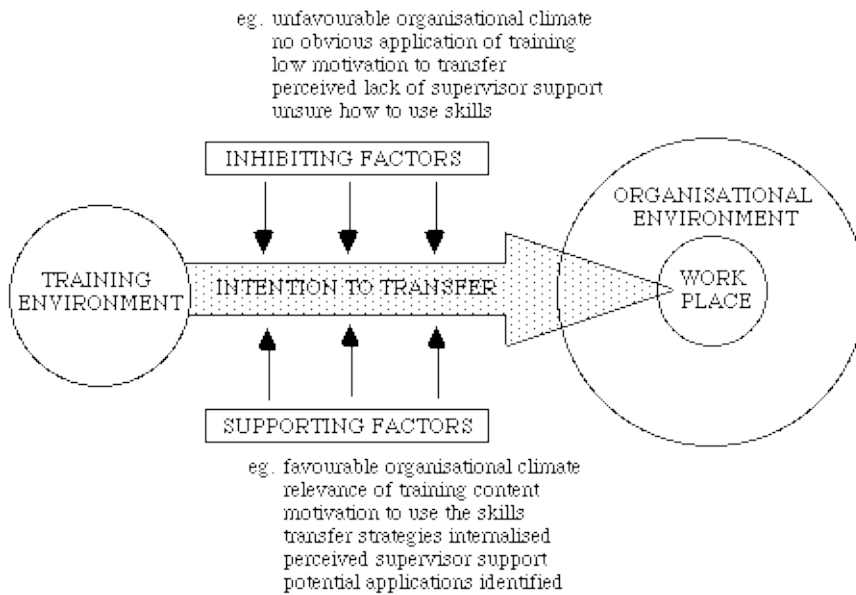 eg. unfavourable organisational climate
no obvious application of training
low motivation to transfer
perceived lack of supervisor support
unsure how to use skills
INHIBITING FACTORS
ORGANISATIONAL
ENVIRONMENT
TRAINING
ENVIRONMENT
INTENTION TO TRANSFER
WORK
PLACE
SUPPORTING FACTORS
eg. favourable organisational climate
relevance of training content
motivation to use the skills
transfer strategies internalised
perceived supervisor support
potential applications identified